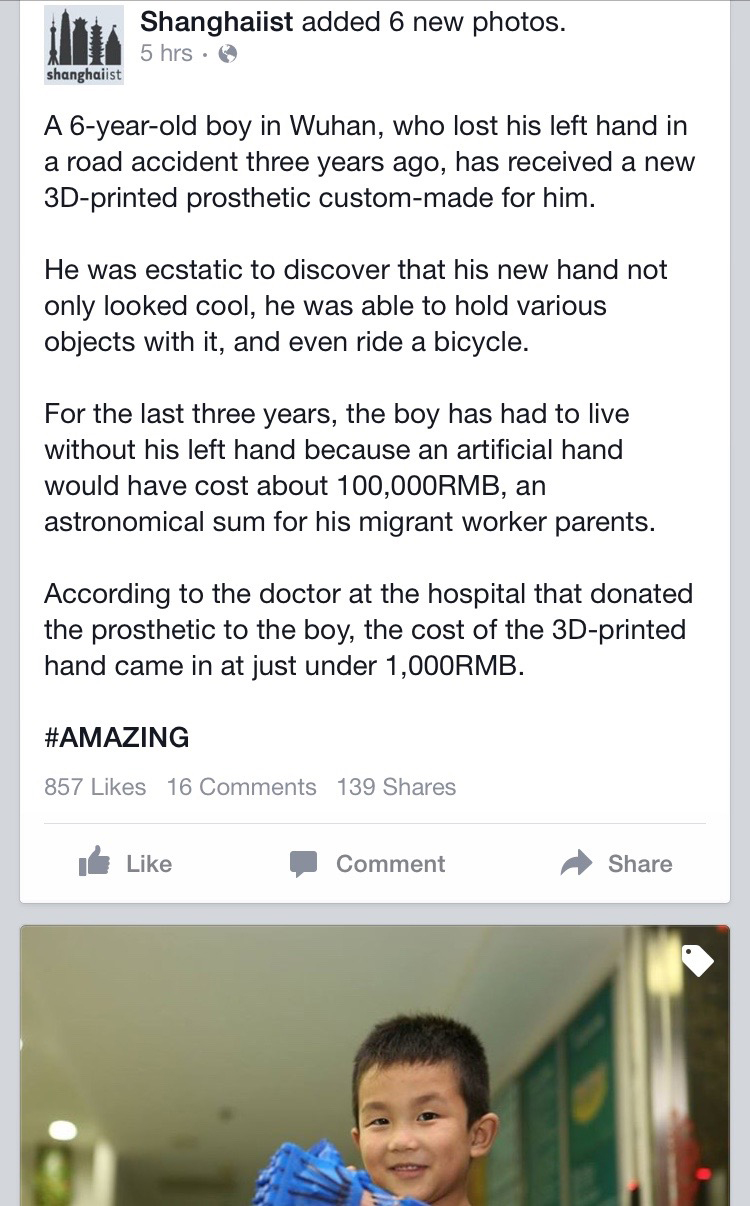 Shanghaiist added 6 new photos.
shanghaiist
5 hrs ·
A 6-year-old boy in Wuhan, who lost his left hand in
a road accident three years ago, has received a new
3D-printed prosthetic custom-made for him.
He was ecstatic to discover that his new hand not
only looked cool, he was able to hold various
objects with it, and even ride a bicycle.
For the last three years, the boy has had to live
without his left hand because an artificial hand
would have cost about 100,000RMB, an
astronomical sum for his migrant worker parents.
According to the doctor at the hospital that donated
the prosthetic to the boy, the cost of the 3D-printed
hand came in at just under 1,000RMB.
#AMAZING
857 Likes 16 Comments 139 Shares
Like Comment Share